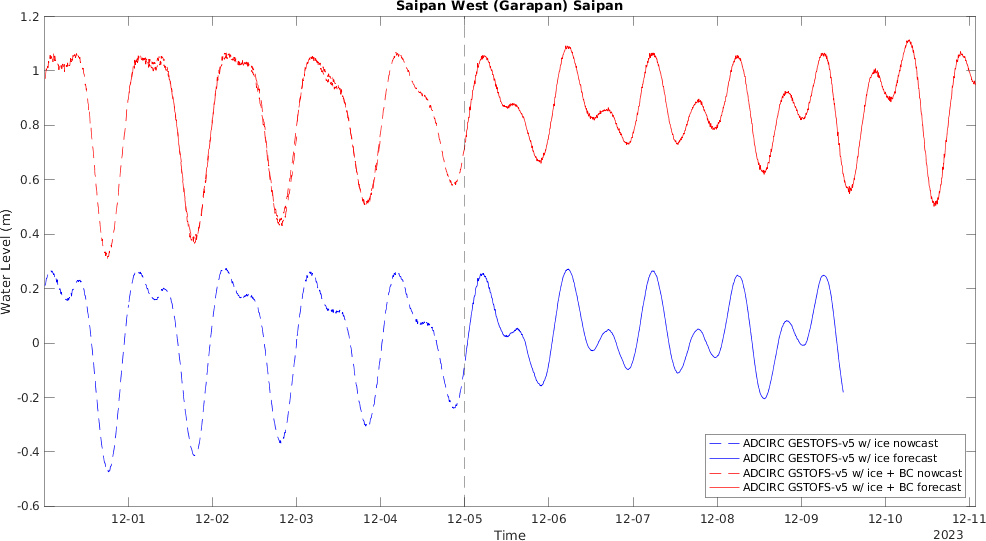 Saipan West (Garapan) Saipan
1.2
1
0.8
0.6
0.4
0.2
0
-0.2
-0.4
-0.6
Water Level (m)
ADCIRC GESTOFS-v5 w/ ice nowcast
ADCIRC GESTOFS-v5 w/ ice forecast
ADCIRC GSTOFS-v5 w/ ice + BC nowcast
ADCIRC GSTOFS-v5 w/ ice + BC forecast
12-01 12-02 12-03 12-04 12-05 12-06 12-07 12-08 12-09 12-10 12-11
Time
2023